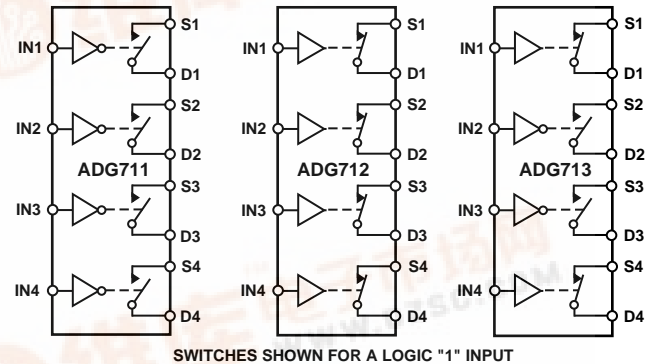 S1 S1 S1
IN1 IN1 IN1
D1 D1 D1
S2 S2 S2
IN2 IN2 IN2
D2 D2 D2
ADG711 ADG712 ADG713
S3 S3 S3
IN3 IN3 IN3
D3 D3 D3
S4 S4 S4
IN4 IN4 IN4
D4 D4 D4
SWITCHES SHOWN FOR A LOGIC "1" INPUT